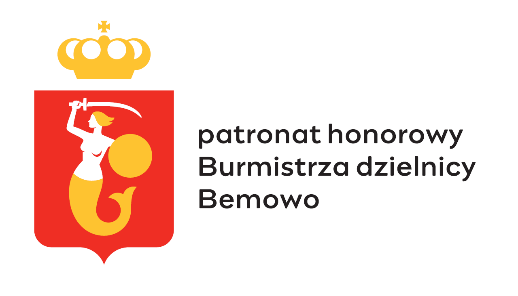 patronat honorowy
Burmistrza dzielnicy
Bemowo